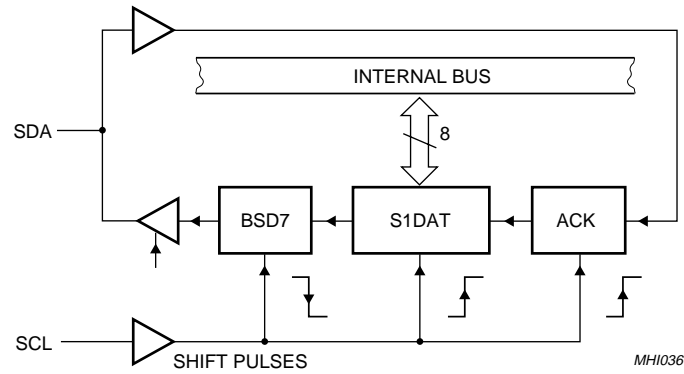 INTERNAL BUS
SDA
8
BSD7
S1DAT
ACK
SCL
SHIFT PULSES
MHI036